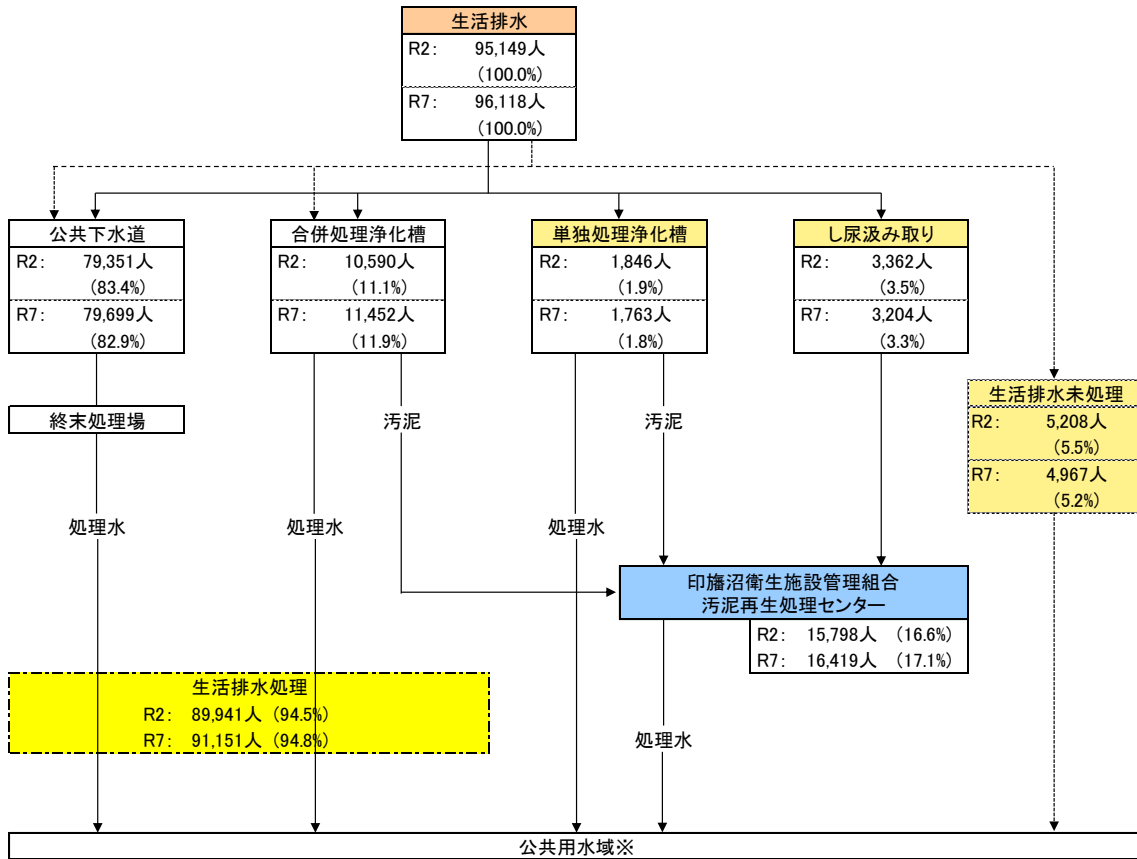 生活排水
R2: 95,149人
(100.0%)
R7: 96,118人
(100.0%)
公共下水道
R2: 79,351人
(83.4%)
R7: 79,699人
(82.9%)
合併処理浄化槽
R2: 10,590人
(11.1%)
R7: 11,452人
(11.9%)
単独処理浄化槽
R2: 1,846人
(1.9%)
R7: 1,763人
(1.8%)
し尿汲み取り
R2: 3,362人
(3.5%)
R7: 3,204人
(3.3%)
生活排水未処理
R2: 5,208人
(5.5%)
R7: 4,967人
(5.2%)
終末処理場
汚泥
汚泥
処理水
処理水
処理水
印旛沼衛生施設管理組合
汚泥再生処理センター
R2: 15,798人 (16.6%)
R7: 16,419人 (17.1%)
生活排水処理
R2: 89,941人 (94.5%)
R7: 91,151人 (94.8%)
処理水
公共用水域※